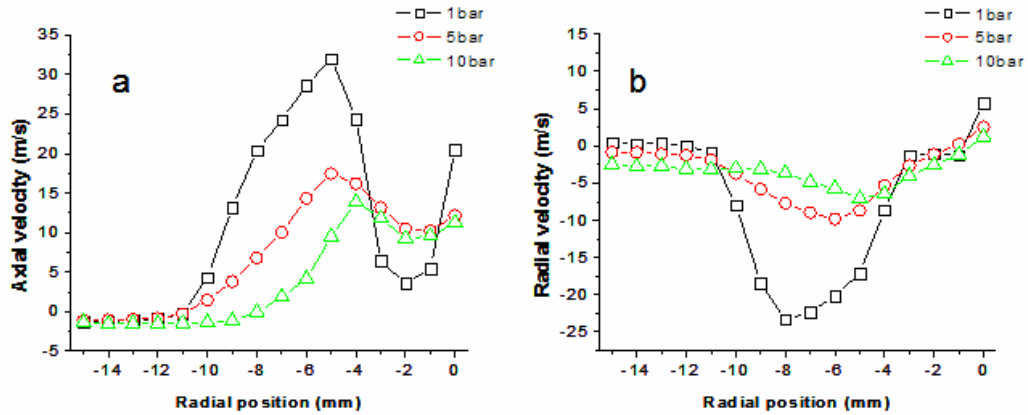 1bar
5bar
10bar
a
Axial velocity (m/s)
35
30
25
20
15
10
5
0
-5
-14 -12 -10 -8 -6 -4 -2 0
Radial position (mm)
1bar
5bar
10bar
b
Radial velocity (m/s)
15
10
5
0
-5
-10
-15
-20
-25
-14 -12 -10 -8 -6 -4 -2 0
Radial position (mm)